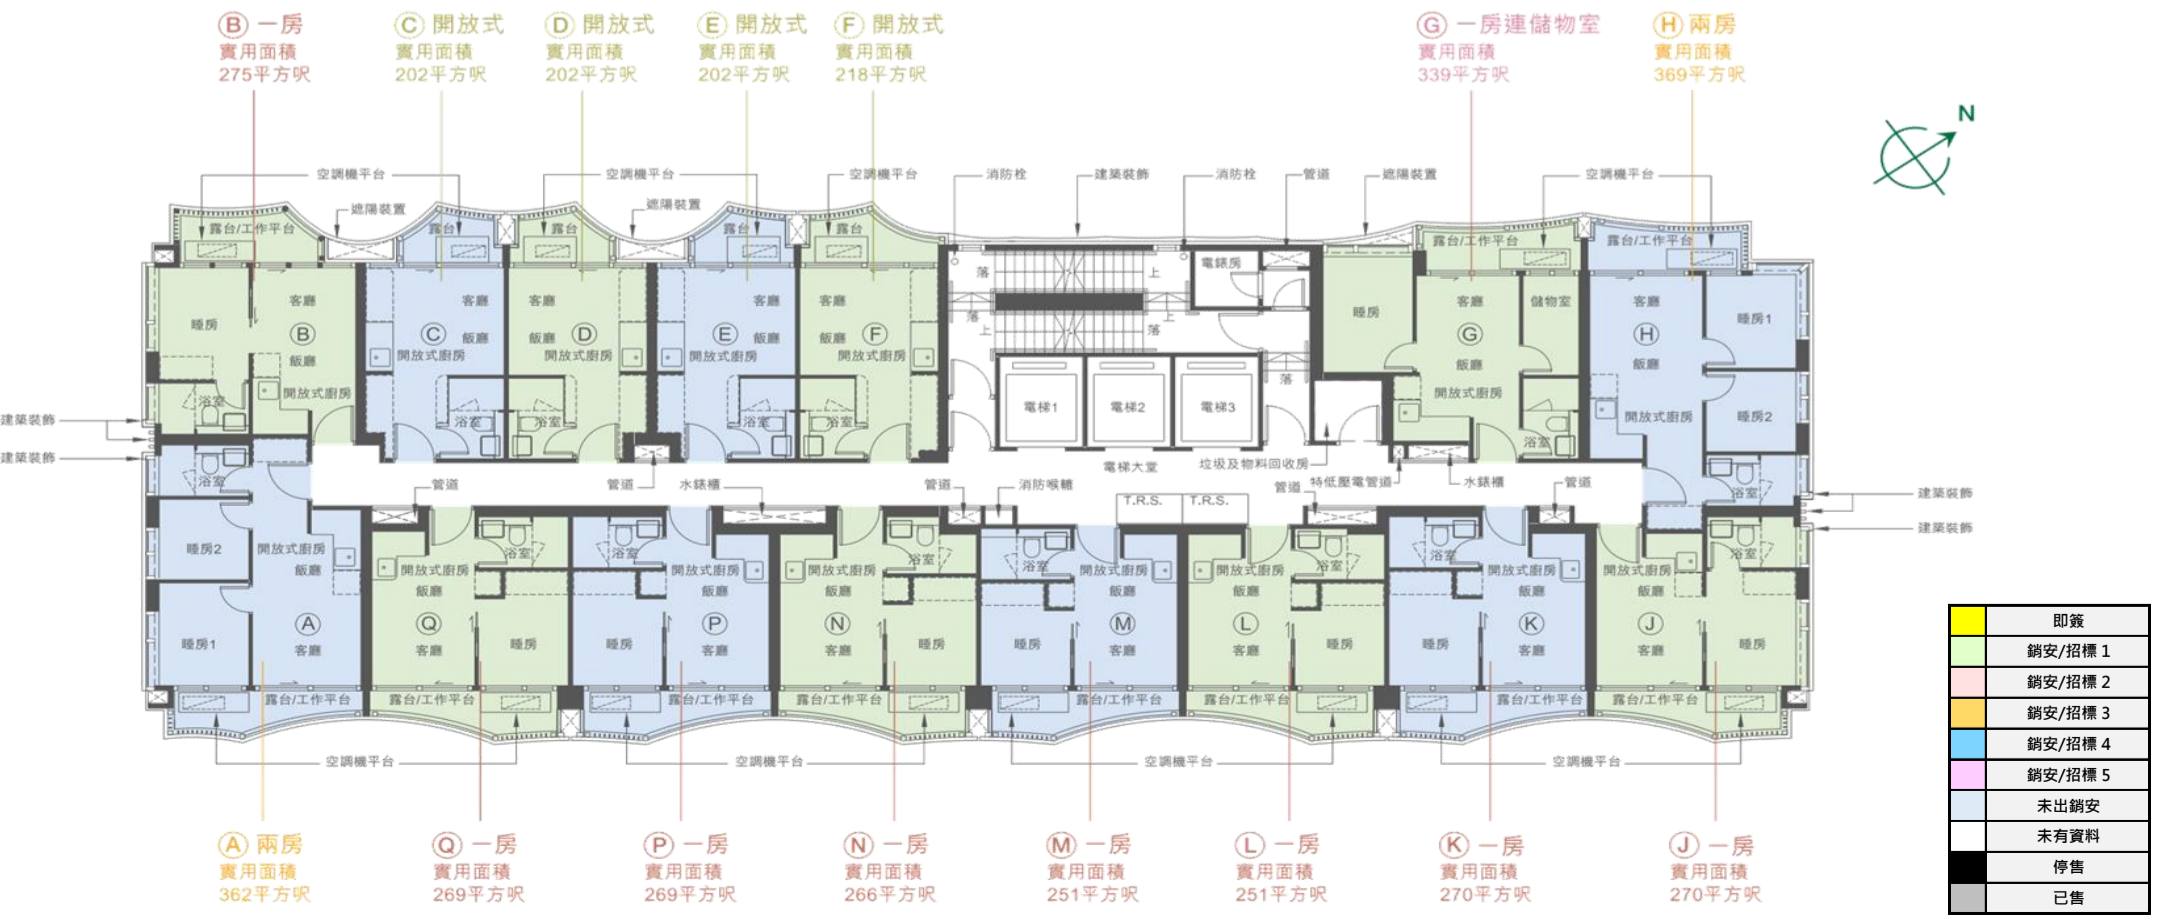 B 一房
實用面積
275平方呎
C 開放式
實用面積
202平方呎
D 開放式
實用面積
202平方呎
E 開放式
實用面積
202平方呎
F 開放式
實用面積
218平方呎
G 一房連儲物室
實用面積
339平方呎
H 兩房
實用面積
369平方呎
N
空調機平台
空調機平台
空調機平台
消防栓
建築裝飾
消防栓
管道
遮陽裝置
空調機平台
遮陽裝置
遮陽裝置
露台/工作平台
露台
露台
露台
露台
露台/工作平台
露台/工作平台
睡房
客廳
B
飯廳
開放式廚房
浴室
客廳
C
飯廳
開放式廚房
浴室
客廳
D
飯廳
開放式廚房
浴室
客廳
E
飯廳
開放式廚房
浴室
客廳
F
飯廳
開放式廚房
浴室
落
上
落
上
上
落
電錶房
落
電梯1
電梯2
電梯3
睡房
客廳
儲物室
G
飯廳
開放式廚房
浴室
客廳
H
飯廳
開放式廚房
睡房1
睡房2
浴室
建築裝飾
建築裝飾
建築裝飾
建築裝飾
電梯大堂
垃圾及物料回收房
特低壓電管道
水錶櫃
管道
管道
管道
水錶櫃
管道
消防喉轆
T.R.S.
T.R.S.
管道
浴室
睡房2
開放式廚房
飯廳
睡房1
A
客廳
露台/工作平台
浴室
開放式廚房
飯廳
Q
客廳
睡房
露台/工作平台
浴室
開放式廚房
飯廳
睡房
P
客廳
露台/工作平台
浴室
開放式廚房
飯廳
N
客廳
睡房
露台/工作平台
浴室
開放式廚房
飯廳
睡房
M
客廳
露台/工作平台
浴室
開放式廚房
飯廳
L
客廳
睡房
露台/工作平台
浴室
開放式廚房
飯廳
睡房
K
客廳
露台/工作平台
浴室
開放式廚房
飯廳
J
客廳
睡房
露台/工作平台
空調機平台
空調機平台
空調機平台
空調機平台
A 兩房
實用面積
362平方呎
Q 一房
實用面積
269平方呎
P 一房
實用面積
269平方呎
N 一房
實用面積
266平方呎
M 一房
實用面積
251平方呎
L 一房
實用面積
251平方呎
K 一房
實用面積
270平方呎
J 一房
實用面積
270平方呎
即簽
銷安/招標 1
銷安/招標 2
銷安/招標 3
銷安/招標 4
銷安/招標 5
未出銷安
未有資料
停售
已售